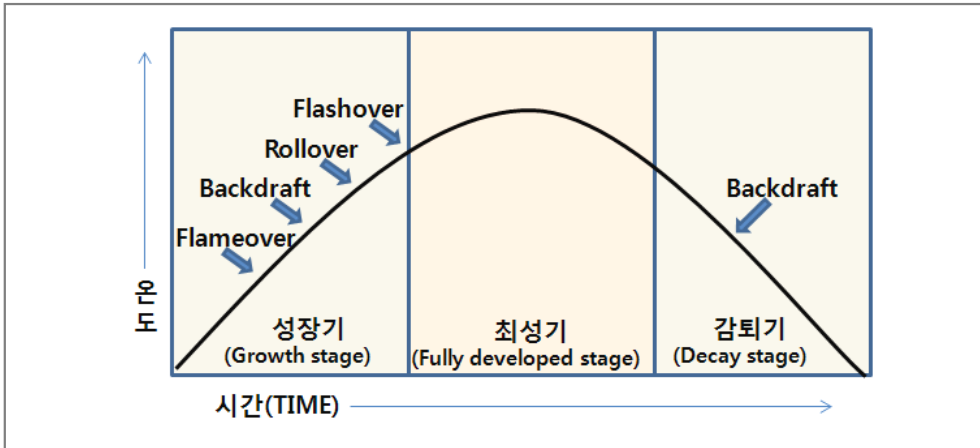 Flashover
Rollover
Backdraft
Flameover
Backdraft
온도
성장기
(Growth stage)
최성기
(Fully developed stage)
감퇴기
(Decay stage)
시간(TIME)